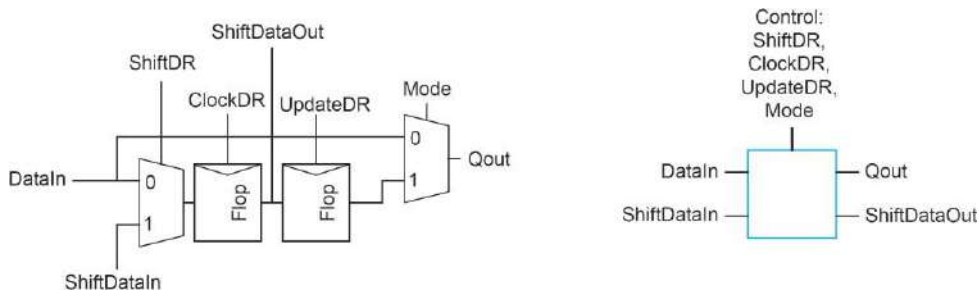 ShiftDataOut
ShiftDR
ClockDR
UpdateDR
Mode
0
Qout
DataIn
0
1
1
Flop
Flop
ShiftDataIn
Control:
ShiftDR,
ClockDR,
UpdateDR,
Mode
DataIn
Qout
ShiftDataIn
ShiftDataOut